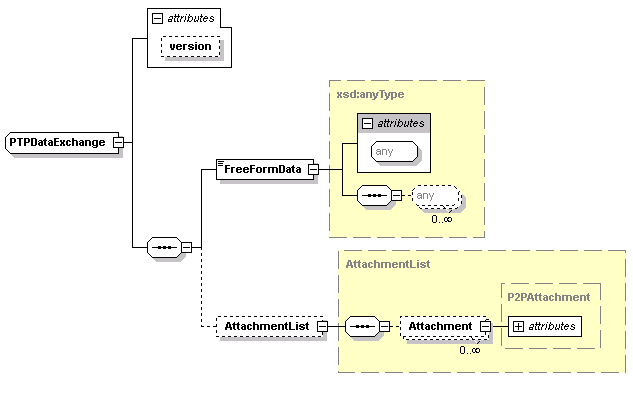 attributes
version
xsd:anyType
attributes
PTPDataExchange
any
FreeFormData
any
0..∞
AttachmentList
P2PAttachment
AttachmentList
Attachment
attributes
0..∞